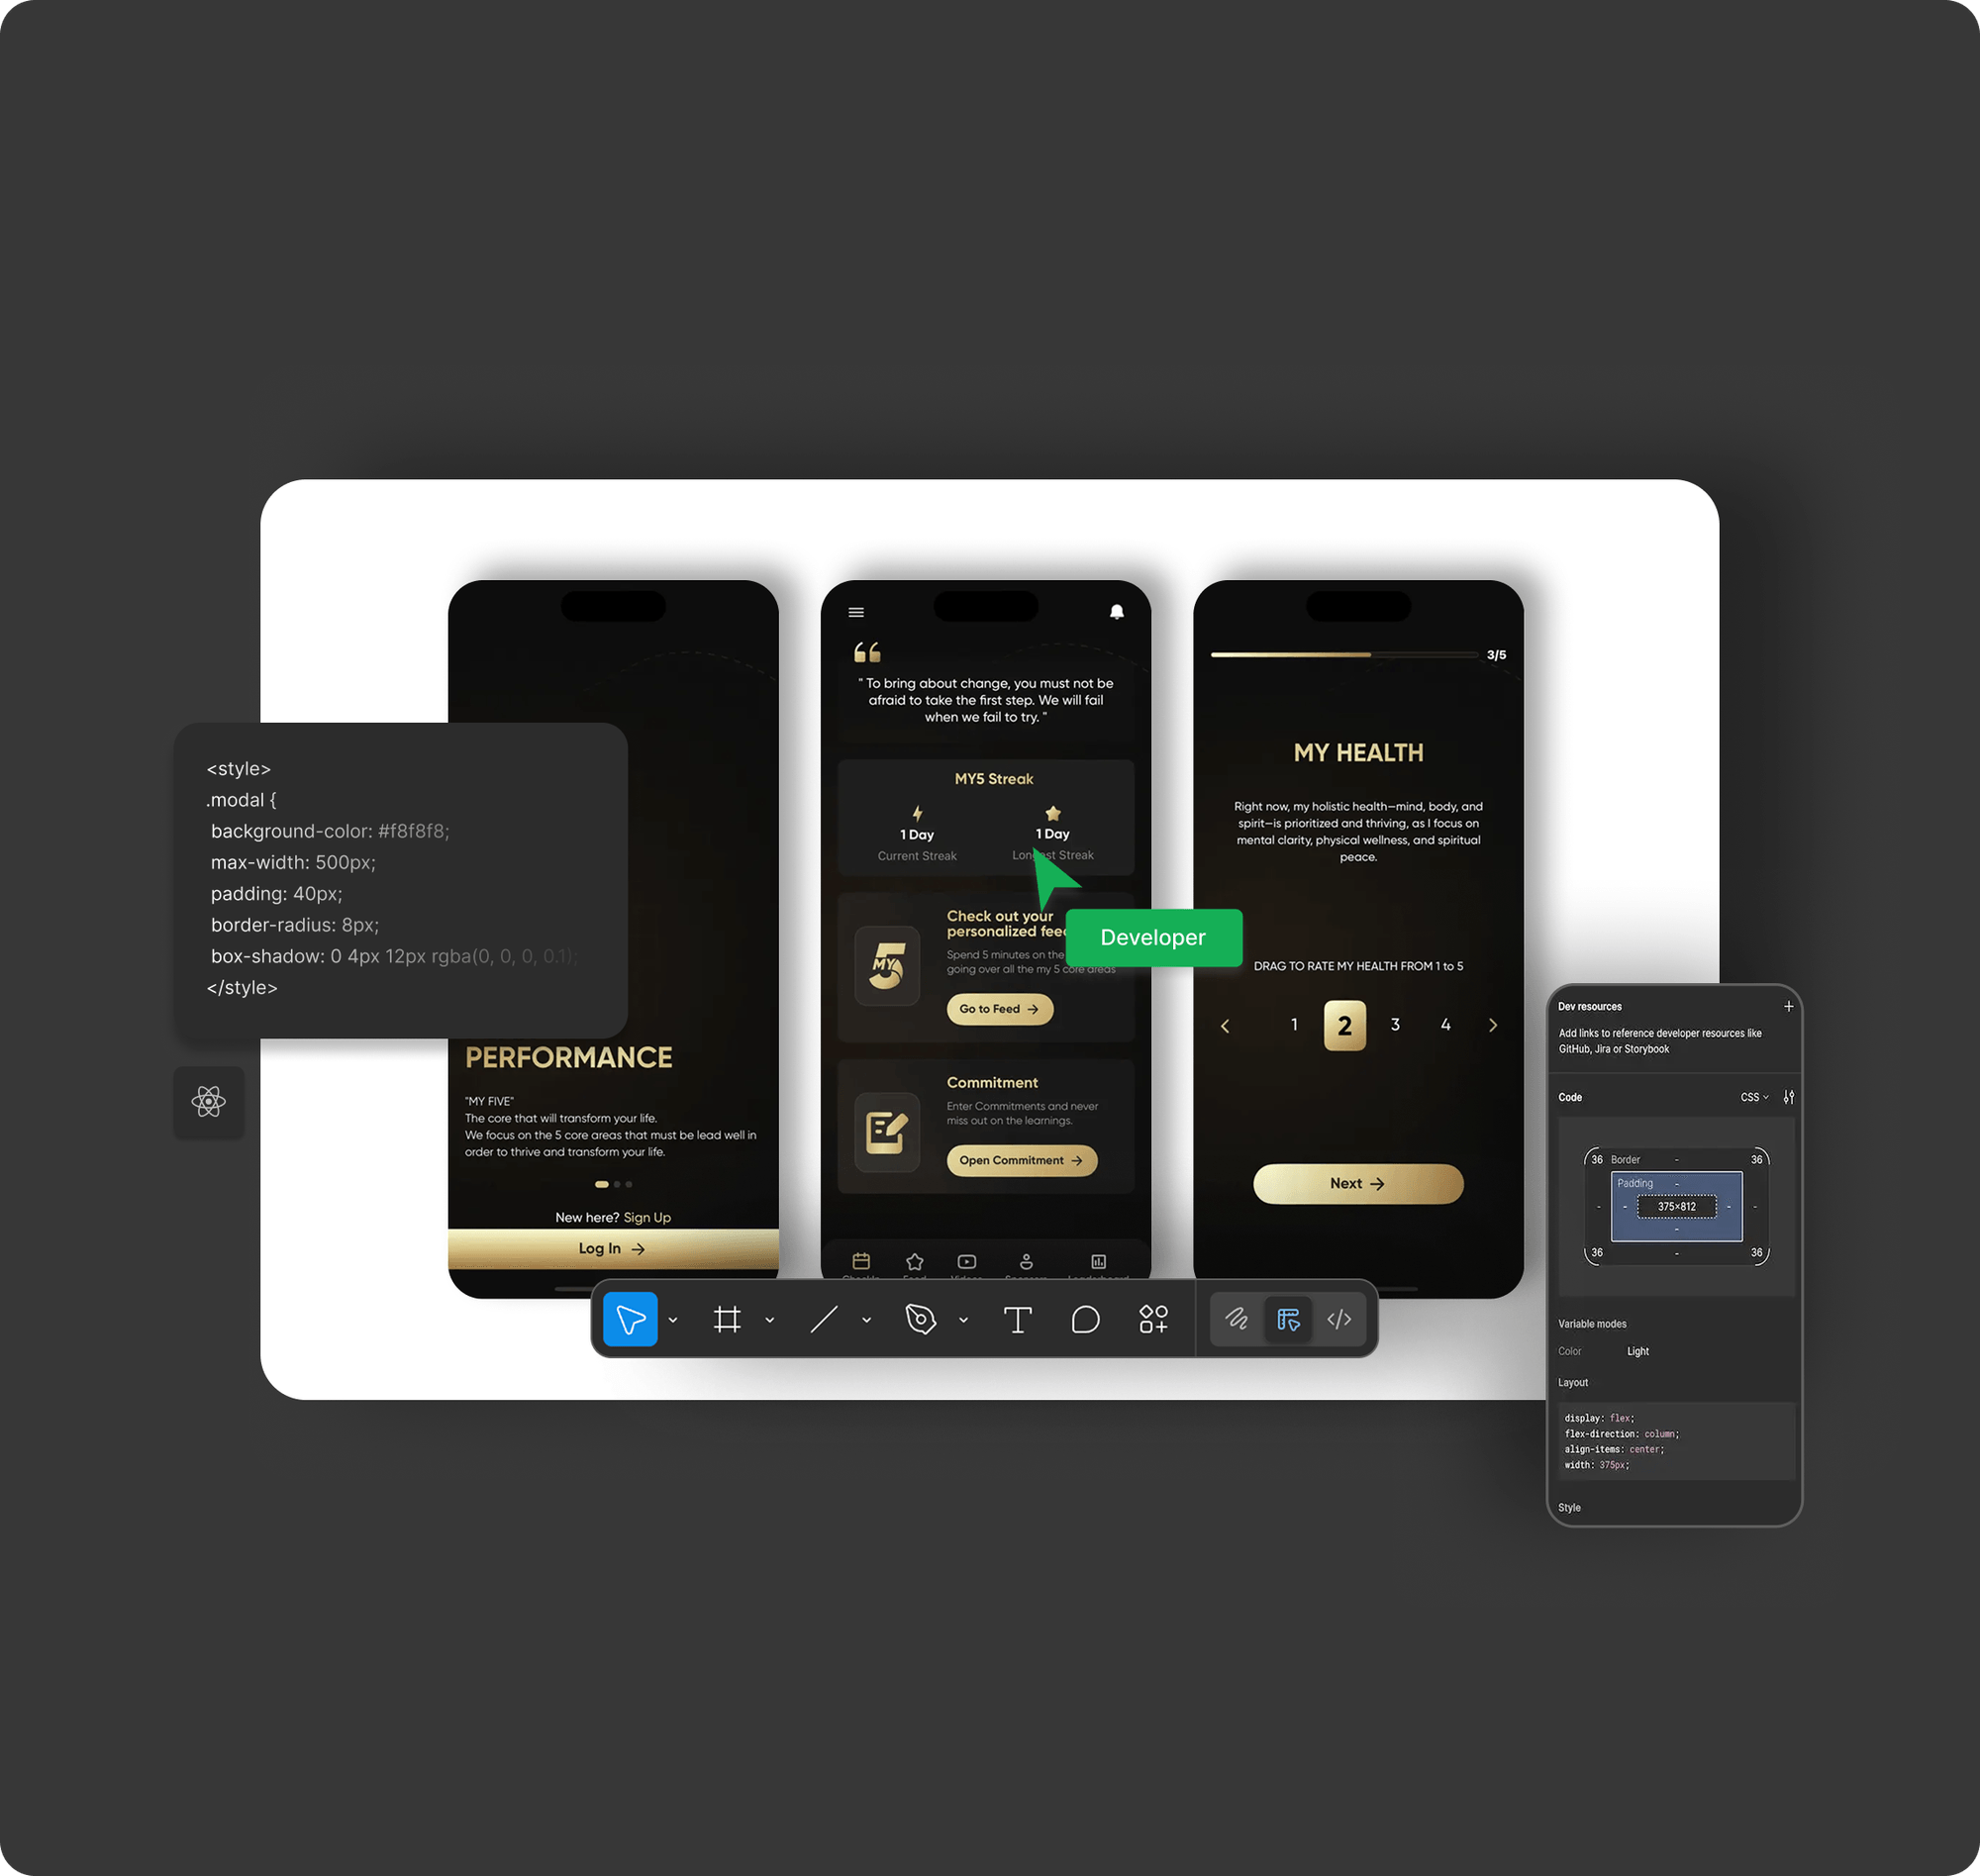 <style>
.modal {
background-color: #f8f8f8;
max-width: 500px;
padding: 40px;
border-radius: 8px;
box-shadow: 0 4px 12px rgba(0, 0, 0, 0.1);
</style>
PERFORMANCE
"MY FIVE"
The core that will transform your life.
We focus on the 5 core areas that must be lead well in
order to thrive and transform your life.
New here? Sign Up
Log In
" To bring about change, you must not be
afraid to take the first step. We will fail
when we fail to try. "
MY5 Streak
1 Day
Current Streak
1 Day
Longest Streak
Check out your
personalized feed
Spend 5 minutes on the
going over all the my 5 core areas
MY 5
Go to Feed
Commitment
Enter Commitments and never
miss out on the learnings.
Open Commitment
Developer
3/5
MY HEALTH
Right now, my holistic health—mind, body, and
spirit—is prioritized and thriving, as I focus on
mental clarity, physical wellness, and spiritual
peace.
DRAG TO RATE MY HEALTH FROM 1 to 5
1 2 3 4
Next
Dev resources
Add links to reference developer resources like
GitHub, Jira or Storybook
Code CSS
36 Border - 36
Padding -
- - 375×812 - -
-
36 - 36
Variable modes
Color Light
Layout
display: flex;
flex-direction: column;
align-items: center;
width: 375px;
Style